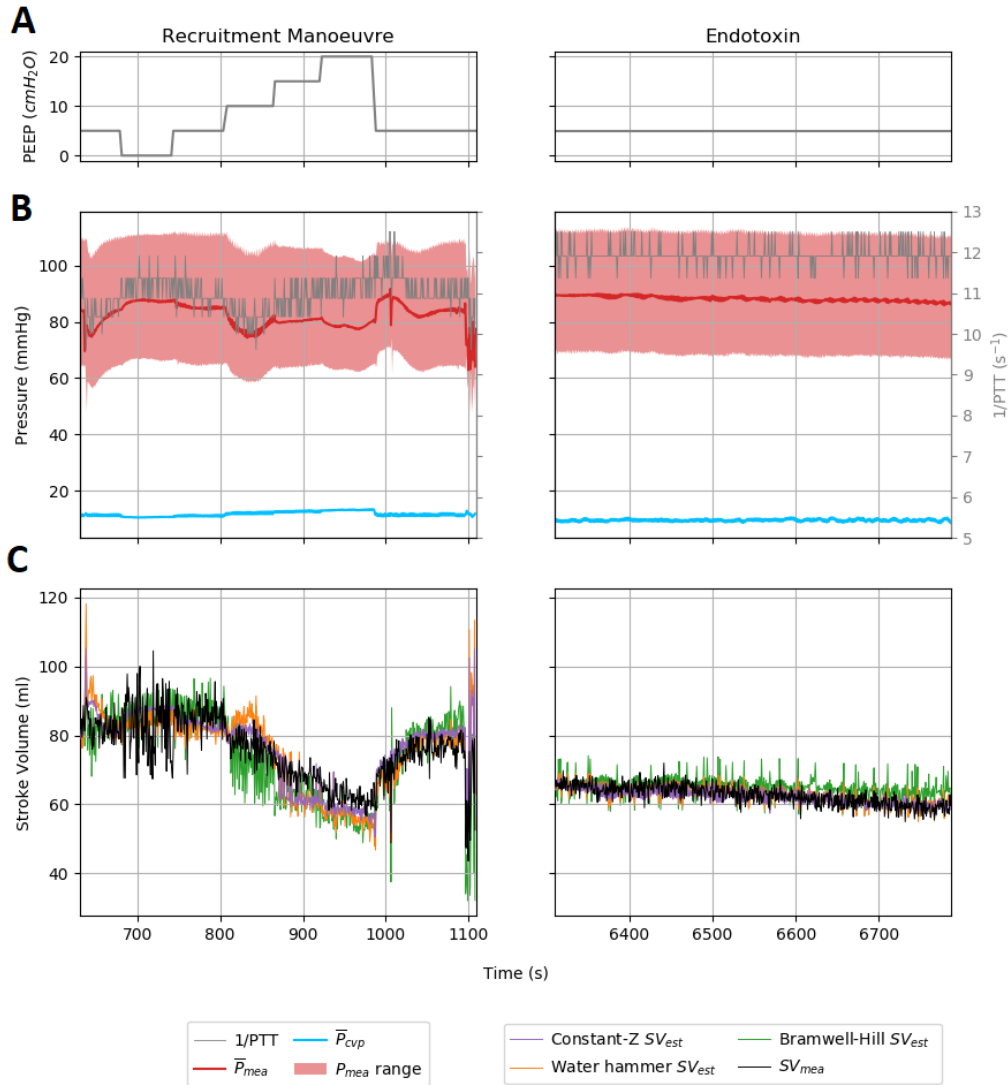 A
Recruitment Manoeuvre
Endotoxin
PEEP (cmH₂O)
20
10
0
B
Pressure (mmHg)
100
80
60
40
20
13
12
11
10
9
8
7
6
5
1/PTT (s⁻¹)
C
Stroke Volume (ml)
120
100
80
60
40
700 800 900 1000 1100
6400 6500 6600 6700
Time (s)
1/PTT P̅cvp
P̅mea Pmea range
Constant-Z SVest Bramwell-Hill SVest
Water hammer SVest SVmea